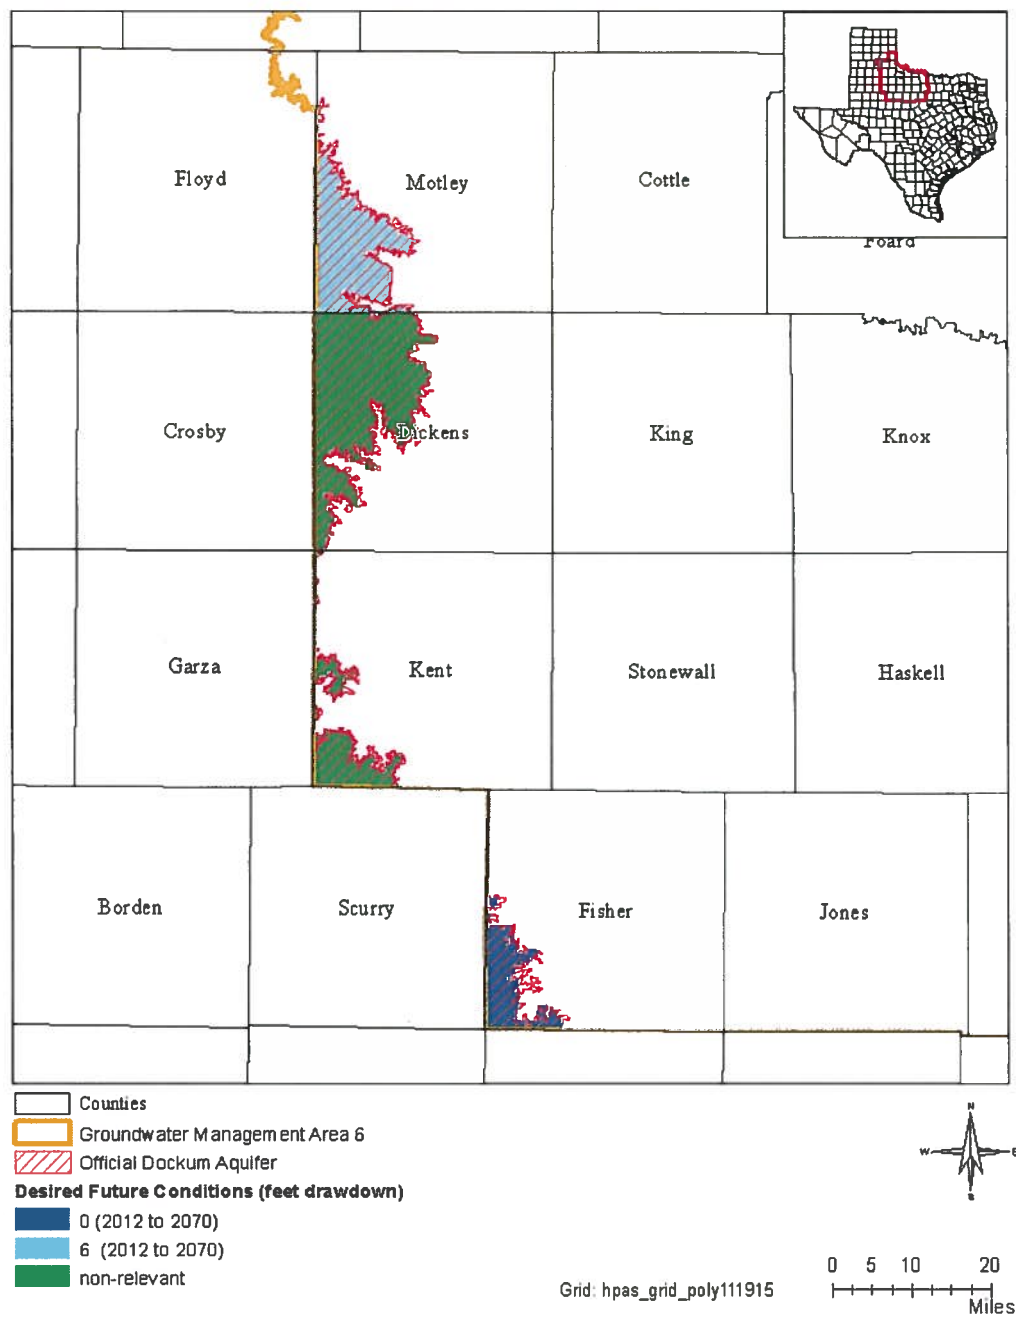 Floyd
Motley
Cottle
Foard
Crosby
Dickens
King
Knox
Garza
Kent
Stonewall
Haskell
Borden
Scurry
Fisher
Jones
Counties
Groundwater Management Area 6
Official Dockum Aquifer
Desired Future Conditions (feet drawdown)
0 (2012 to 2070)
6 (2012 to 2070)
non-relevant
N
W
E
S
Grid: hpas_grid_poly111915
0 5 10 20
Miles